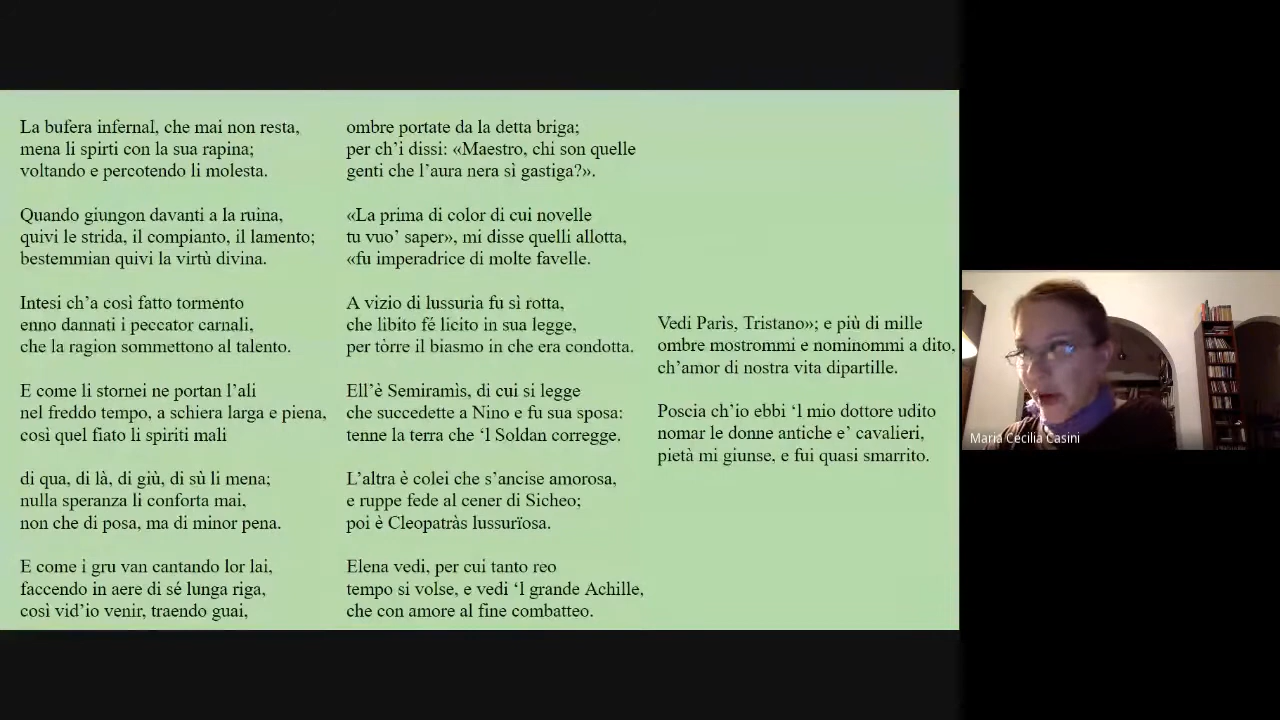 La bufera infernal, che mai non resta,
mena li spirti con la sua rapina;
voltando e percotendo li molesta.
Quando giungon davanti a la ruina,
quivi le strida, il compianto, il lamento;
bestemmian quivi la virtù divina.
Intesi ch'a così fatto tormento
enno dannati i peccator carnali,
che la ragion sommettono al talento.
E come li stornei ne portan l'ali
nel freddo tempo, a schiera larga e piena,
così quel fiato li spiriti mali
di qua, di là, di giù, di sù li mena;
nulla speranza li conforta mai,
non che di posa, ma di minor pena.
E come i gru van cantando lor lai,
faccendo in aere di sé lunga riga,
così vid'io venir, traendo guai,
ombre portate da la detta briga;
per ch'i dissi: «Maestro, chi son quelle
genti che l'aura nera sì gastiga?».
«La prima di color di cui novelle
tu vuo' saper», mi disse quelli allotta,
«fu imperadrice di molte favelle.
A vizio di lussuria fu sì rotta,
che libito fé licito in sua legge,
per tòrre il biasmo in che era condotta.
Ell'è Semiramìs, di cui si legge
che succedette a Nino e fu sua sposa:
tenne la terra che 'l Soldan corregge.
L'altra è colei che s'ancise amorosa,
e ruppe fede al cener di Sicheo;
poi è Cleopatràs lussurïosa.
Elena vedi, per cui tanto reo
tempo si volse, e vedi 'l grande Achille,
che con amore al fine combatteo.
Vedi Parìs, Tristano»; e più di mille
ombre mostrommi e nominommi a dito,
ch'amor di nostra vita dipartille.
Poscia ch'io ebbi 'l mio dottore udito
nomar le donne antiche e' cavalieri,
pietà mi giunse, e fui quasi smarrito.
Maria Cecilia Casini